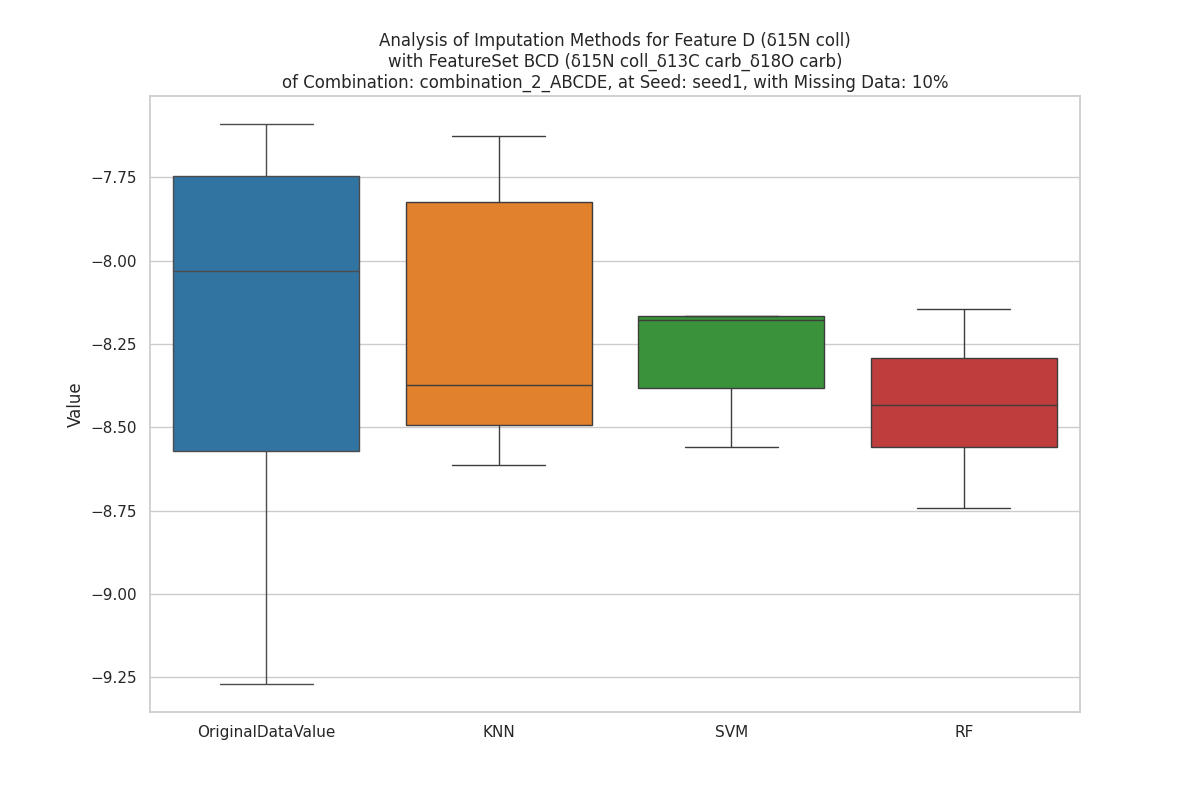 Analysis of Imputation Methods for Feature D (δ15N coll)
with FeatureSet BCD (δ15N coll_δ13C carb_δ18O carb)
of Combination: combination_2_ABCDE, at Seed: seed1, with Missing Data: 10%
−7.75
−8.00
−8.25
−8.50
−8.75
−9.00
−9.25
Value
OriginalDataValue
KNN
SVM
RF